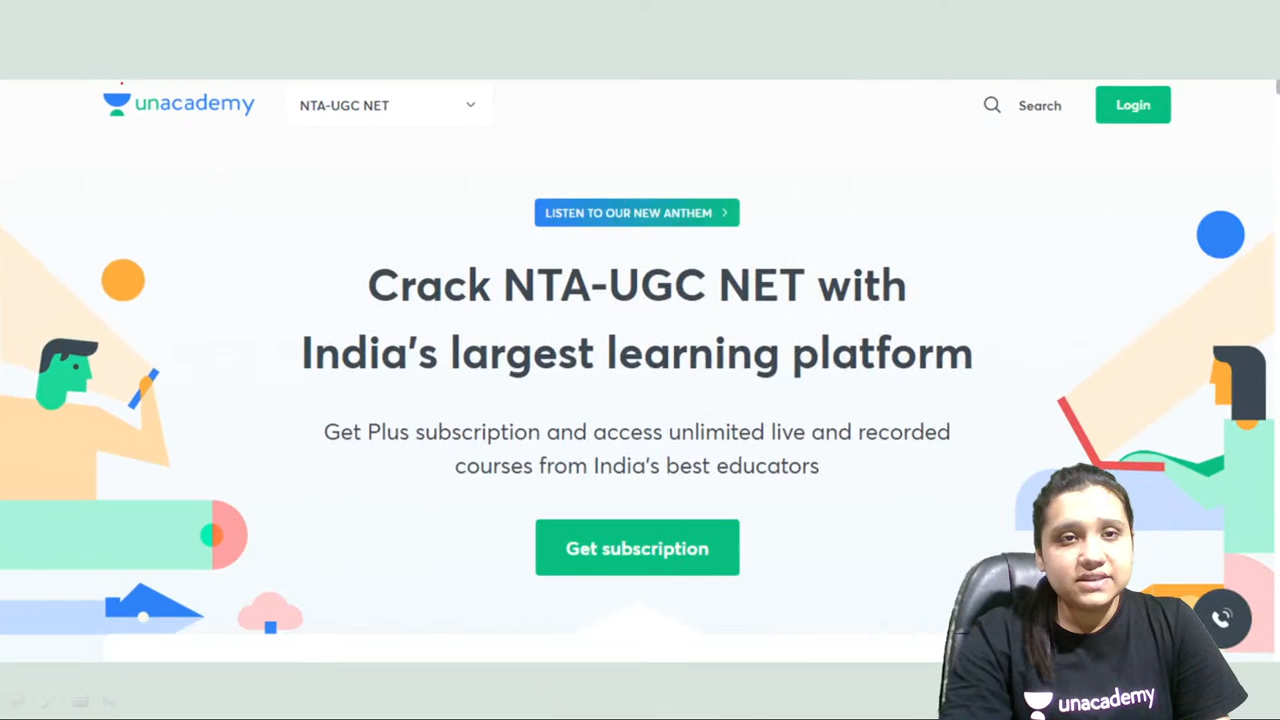 unacademy
NTA-UGC NET
Search
Login
LISTEN TO OUR NEW ANTHEM
Crack NTA-UGC NET with
India's largest learning platform
Get Plus subscription and access unlimited live and recorded
courses from India's best educators
Get subscription
unacademy